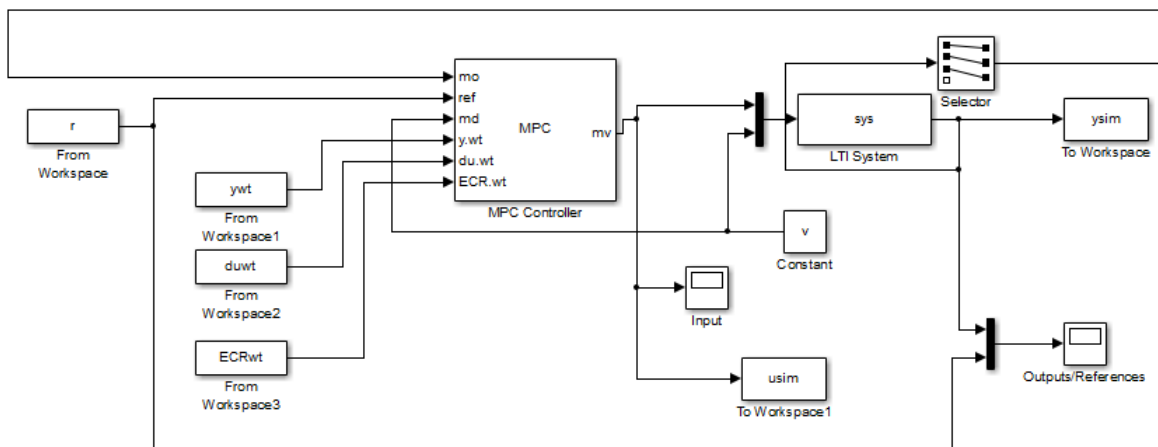 mo
ref
md
y.wt
du.wt
ECR.wt
MPC
mv
MPC Controller
r
From
Workspace
ywt
From
Workspace1
duwt
From
Workspace2
ECRwt
From
Workspace3
Selector
sys
LTI System
ysim
To Workspace
v
Constant
Input
usim
To Workspace1
Outputs/References